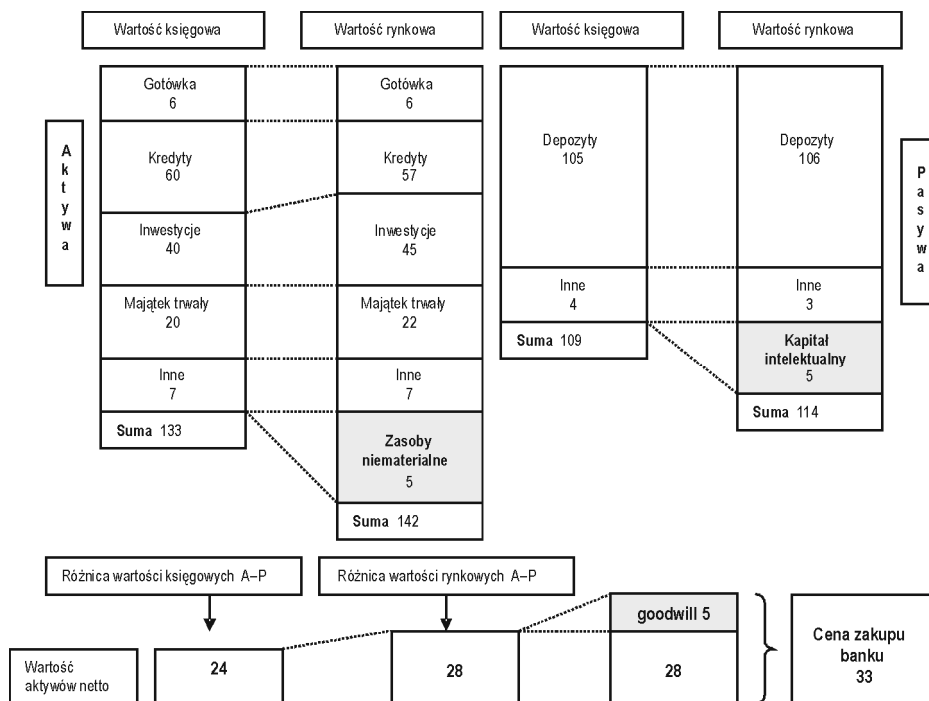 Wartość księgowa
Wartość rynkowa
Wartość księgowa
Wartość rynkowa
Aktywa
Gotówka
6
Kredyty
60
Inwestycje
40
Majątek trwały
20
Inne
7
Suma 133
Gotówka
6
Kredyty
57
Inwestycje
45
Majątek trwały
22
Inne
7
Zasoby
niematerialne
5
Suma 142
Depozyty
105
Inne
4
Suma 109
Depozyty
106
Inne
3
Kapitał
intelektualny
5
Suma 114
Pasywa
Różnica wartości księgowych A–P
Różnica wartości rynkowych A–P
Wartość
aktywów netto
24
28
goodwill 5
28
Cena zakupu
banku
33